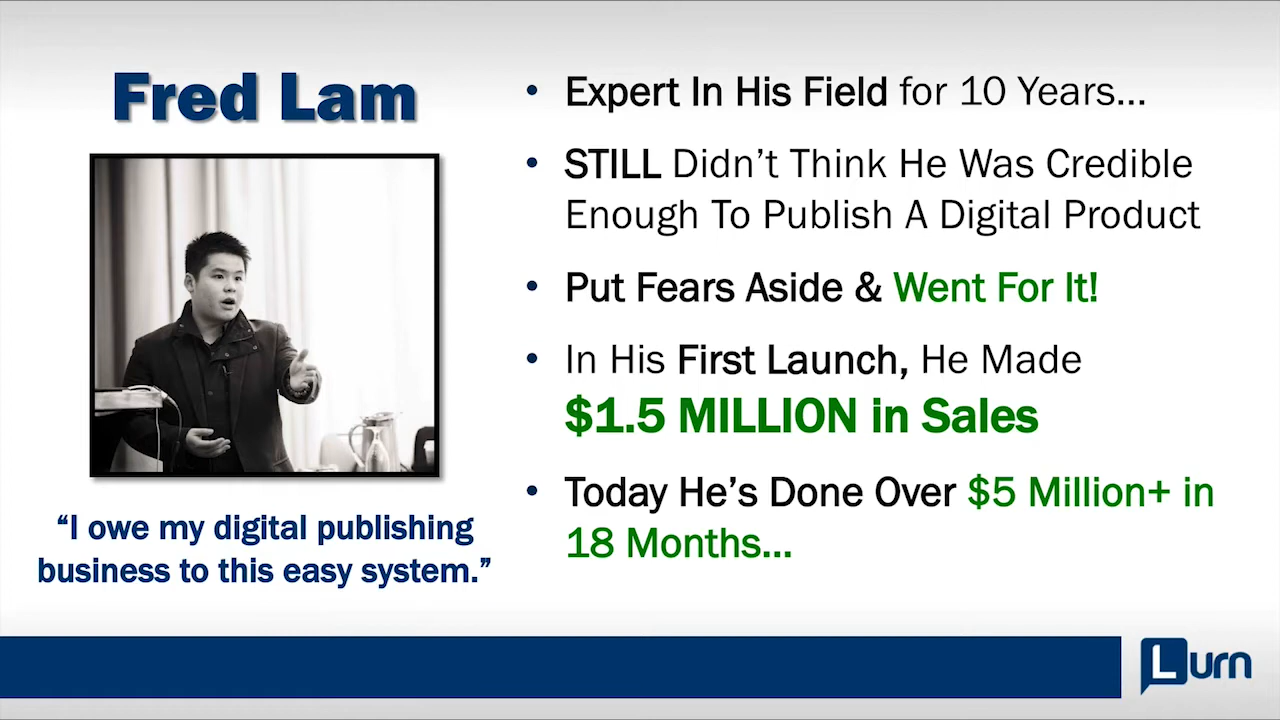 Fred Lam
“I owe my digital publishing
business to this easy system.”
• Expert In His Field for 10 Years...
• STILL Didn’t Think He Was Credible
Enough To Publish A Digital Product
• Put Fears Aside & Went For It!
• In His First Launch, He Made
$1.5 MILLION in Sales
• Today He’s Done Over $5 Million+ in
18 Months...
Lurn